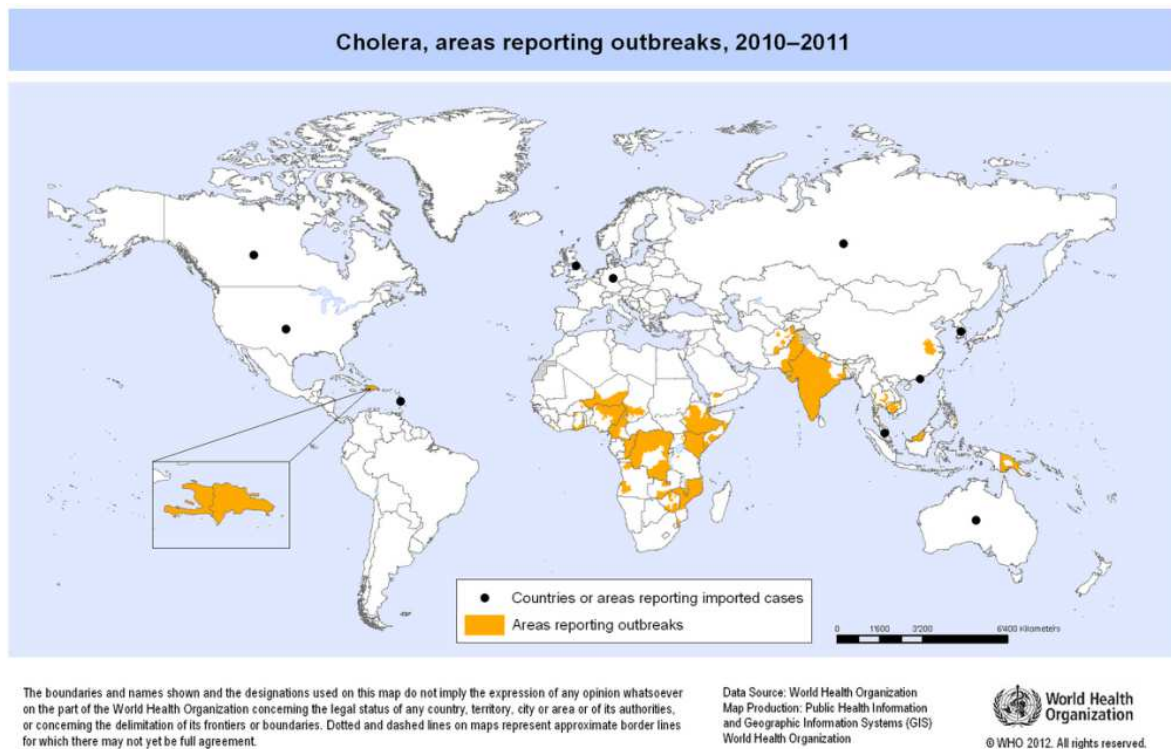 Cholera, areas reporting outbreaks, 2010–2011
Countries or areas reporting imported cases
Areas reporting outbreaks
0 1'600 3'200 6'400 Kilometers
The boundaries and names shown and the designations used on this map do not imply the expression of any opinion whatsoever
on the part of the World Health Organization concerning the legal status of any country, territory, city or area or of its authorities,
or concerning the delimitation of its frontiers or boundaries. Dotted and dashed lines on maps represent approximate border lines
for which there may not yet be full agreement.
Data Source: World Health Organization
Map Production: Public Health Information
and Geographic Information Systems (GIS)
World Health Organization
World Health
Organization
© WHO 2012. All rights reserved.